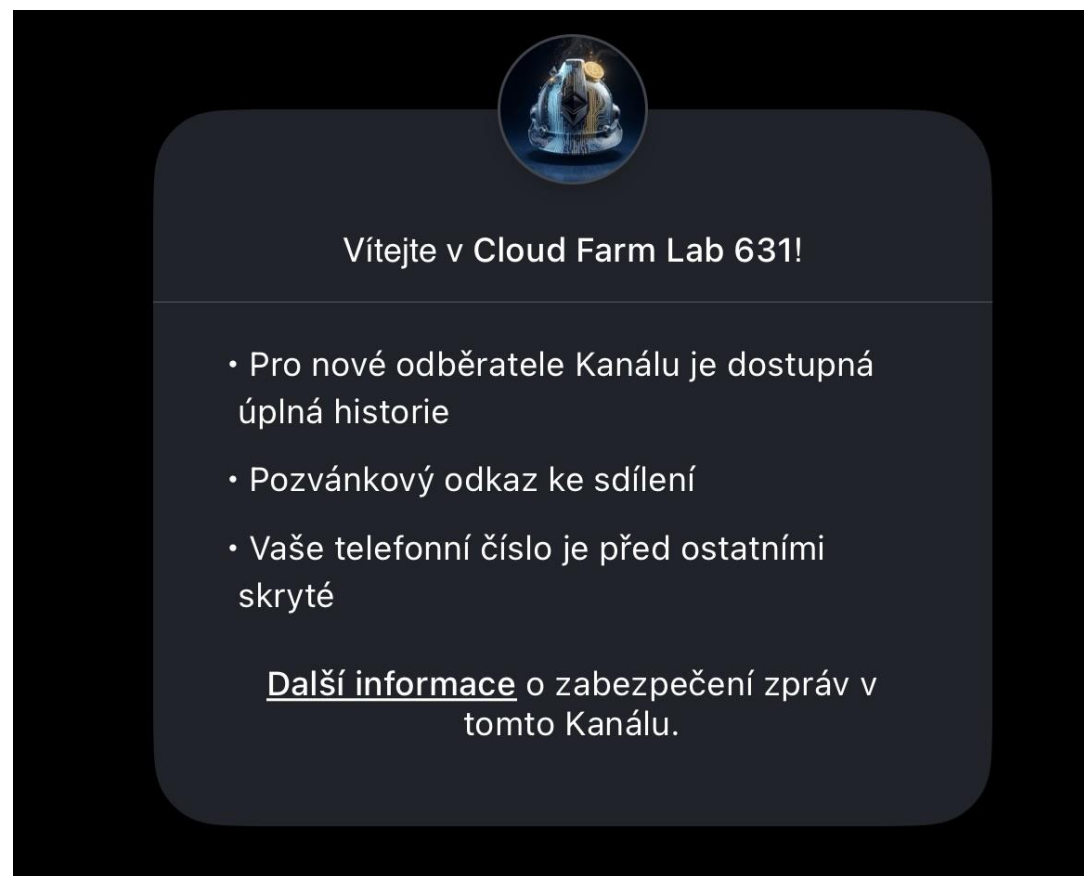 Vítejte v Cloud Farm Lab 631!
• Pro nové odběratele Kanálu je dostupná
úplná historie
• Pozvánkový odkaz ke sdílení
• Vaše telefonní číslo je před ostatními
skryté
Další informace o zabezpečení zpráv v
tomto Kanálu.